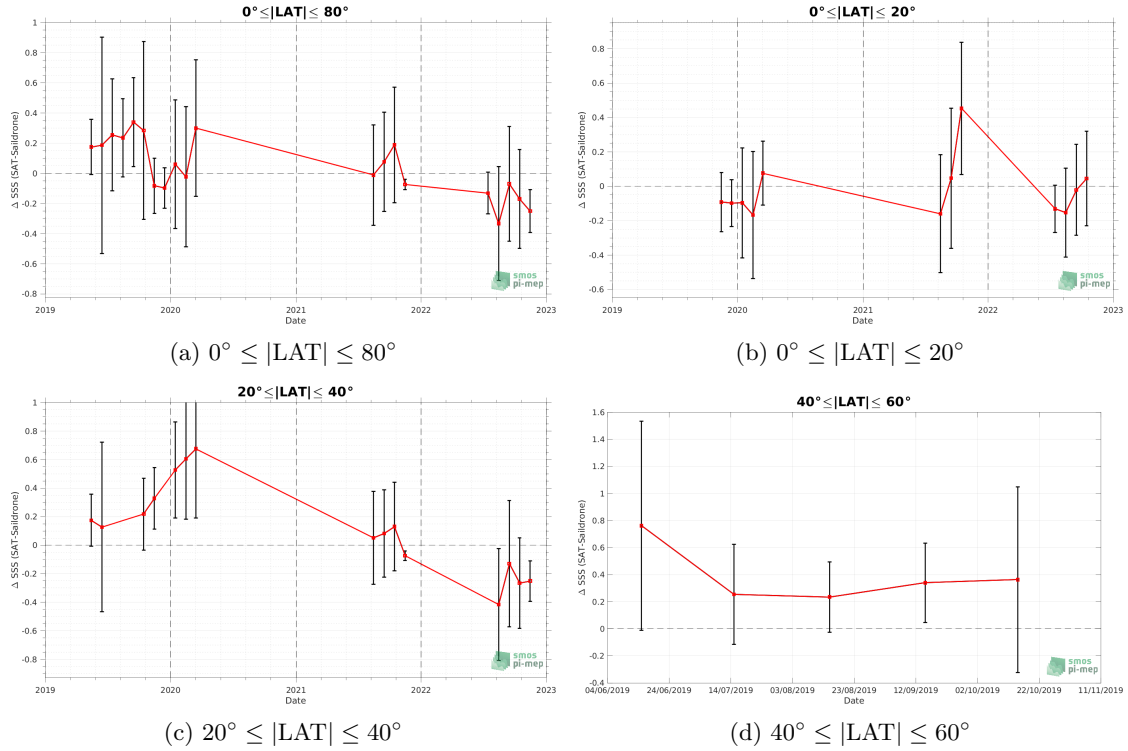 0°≤|LAT|≤ 80°
1
0.8
0.6
0.4
0.2
0
-0.2
-0.4
-0.6
-0.8
Δ SSS (SAT-Saildrone)
2019
2020
2021
2022
2023
Date
smos
pi-mep
(a) 0° ≤ |LAT| ≤ 80°
0°≤|LAT|≤ 20°
0.8
0.6
0.4
0.2
0
-0.2
-0.4
-0.6
Δ SSS (SAT-Saildrone)
2019
2020
2021
2022
2023
Date
smos
pi-mep
(b) 0° ≤ |LAT| ≤ 20°
20°≤|LAT|≤ 40°
1
0.8
0.6
0.4
0.2
0
-0.2
-0.4
-0.6
-0.8
Δ SSS (SAT-Saildrone)
2019
2020
2021
2022
2023
Date
smos
pi-mep
(c) 20° ≤ |LAT| ≤ 40°
40°≤|LAT|≤ 60°
1.6
1.4
1.2
1
0.8
0.6
0.4
0.2
0
-0.2
-0.4
Δ SSS (SAT-Saildrone)
04/06/2019
24/06/2019
14/07/2019
03/08/2019
23/08/2019
12/09/2019
02/10/2019
22/10/2019
11/11/2019
Date
smos
pi-mep
(d) 40° ≤ |LAT| ≤ 60°